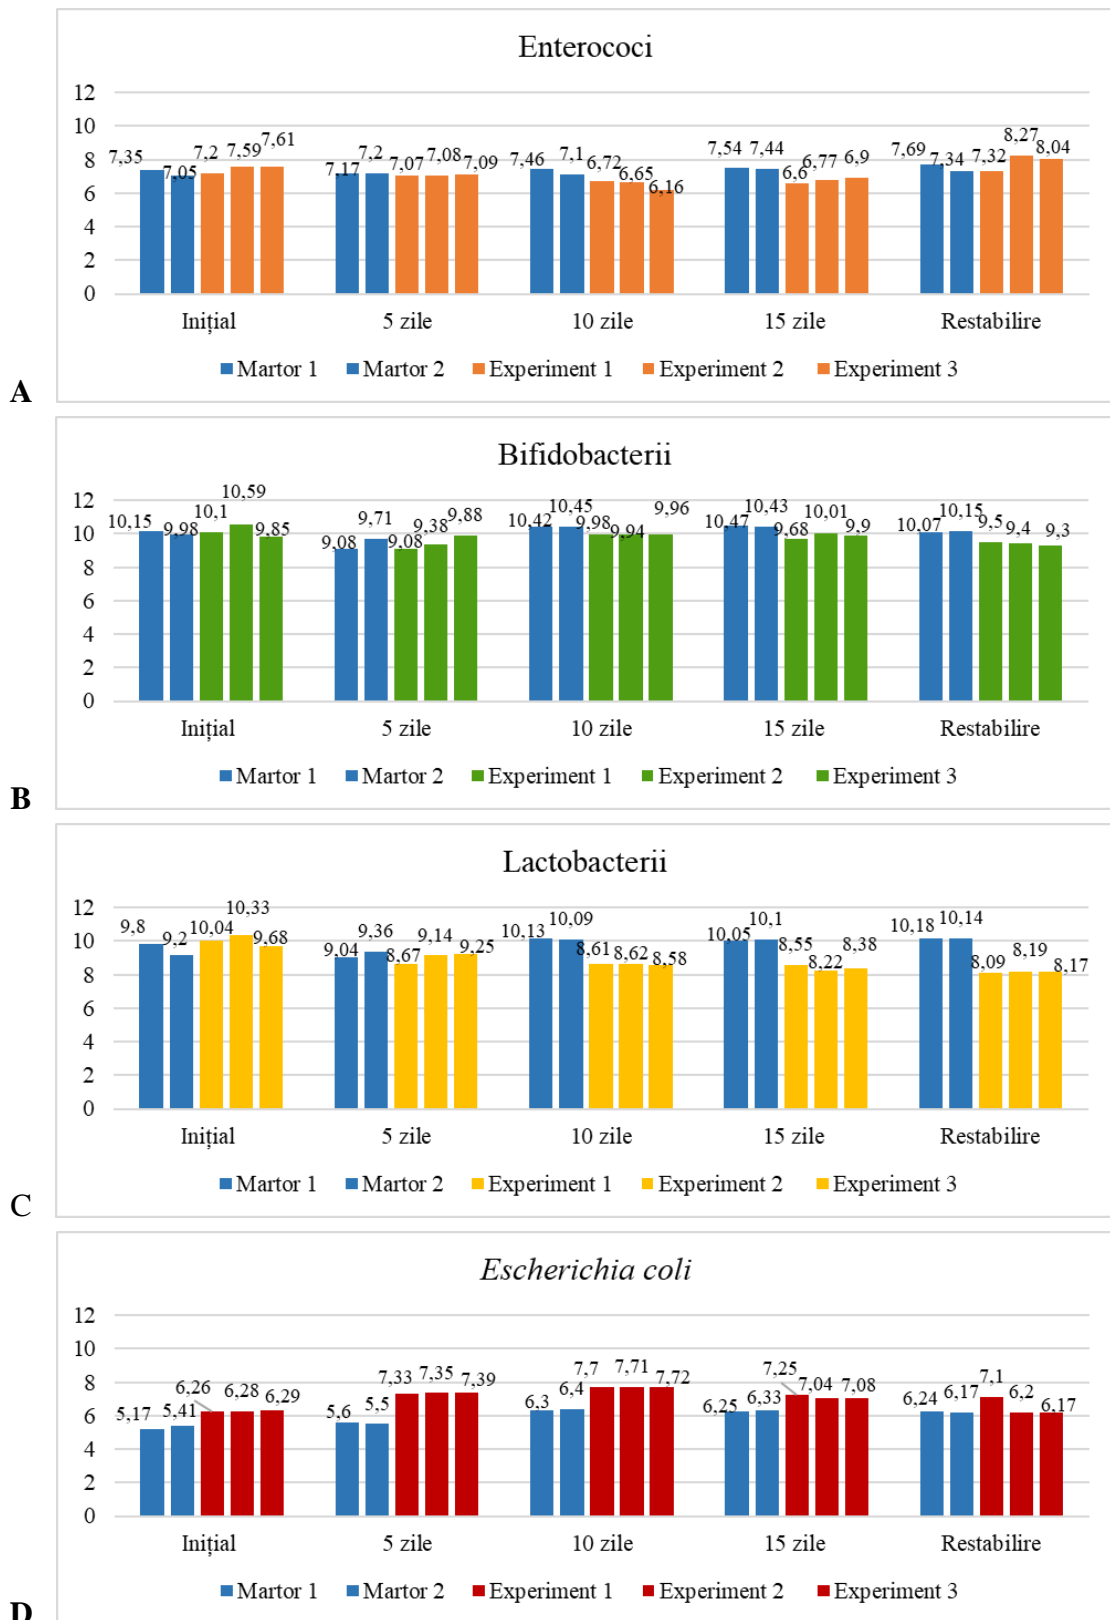 Enterococi
12
10
8
6
4
2
0
7,35 7,05 7,2 7,59 7,61
7,17 7,2 7,07 7,08 7,09
7,46 7,1 6,72 6,65 6,16
7,54 7,44 6,6 6,77 6,9
7,69 7,34 7,32 8,27 8,04
Inițial 5 zile 10 zile 15 zile Restabilire
Martor 1 Martor 2 Experiment 1 Experiment 2 Experiment 3
A
Bifidobacterii
12
10
8
6
4
2
0
10,15 9,98 10,1 10,59 9,85
9,08 9,71 9,08 9,38 9,88
10,42 10,45 9,98 9,94 9,96
10,47 10,43 9,68 10,01 9,9
10,07 10,15 9,5 9,4 9,3
Inițial 5 zile 10 zile 15 zile Restabilire
Martor 1 Martor 2 Experiment 1 Experiment 2 Experiment 3
B
Lactobacterii
12
10
8
6
4
2
0
9,8 9,2 10,04 10,33 9,68
9,04 9,36 8,67 9,14 9,25
10,13 10,09 8,61 8,62 8,58
10,05 10,1 8,55 8,22 8,38
10,18 10,14 8,09 8,19 8,17
Inițial 5 zile 10 zile 15 zile Restabilire
Martor 1 Martor 2 Experiment 1 Experiment 2 Experiment 3
C
Escherichia coli
12
10
8
6
4
2
0
5,17 5,41 6,26 6,28 6,29
5,6 5,5 7,33 7,35 7,39
6,3 6,4 7,7 7,71 7,72
6,25 6,33 7,25 7,04 7,08
6,24 6,17 7,1 6,2 6,17
Inițial 5 zile 10 zile 15 zile Restabilire
Martor 1 Martor 2 Experiment 1 Experiment 2 Experiment 3
D